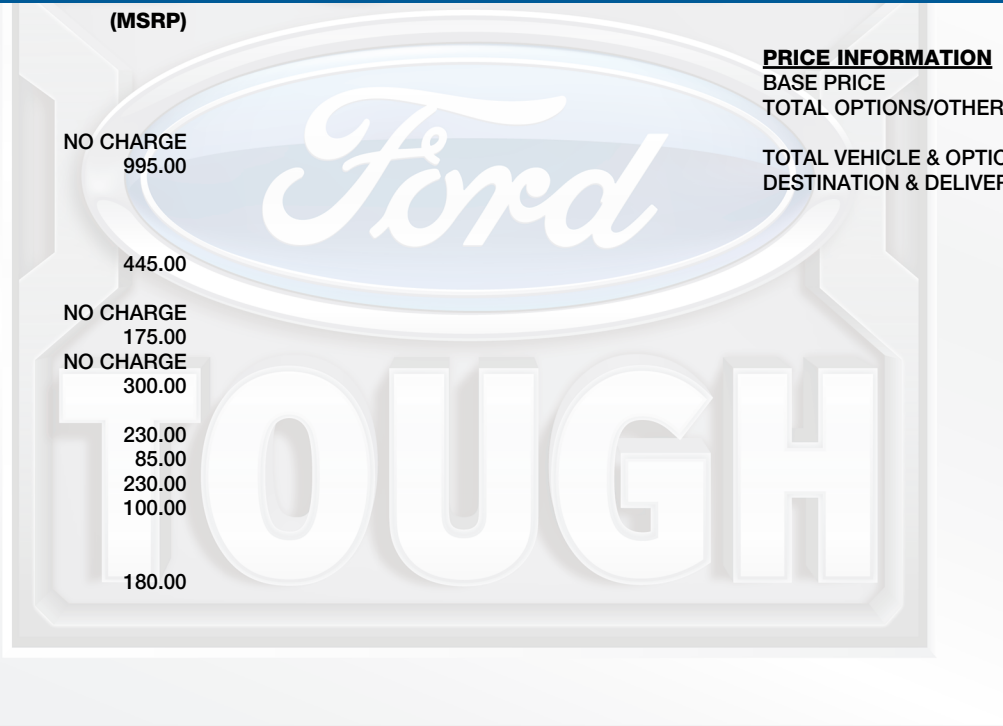 (MSRP)
NO CHARGE
995.00
445.00
NO CHARGE
175.00
NO CHARGE
300.00
230.00
85.00
230.00
100.00
180.00
PRICE INFORMATION
BASE PRICE
TOTAL OPTIONS/OTHER
TOTAL VEHICLE & OPTIO
DESTINATION & DELIVER
Ford
TOUGH